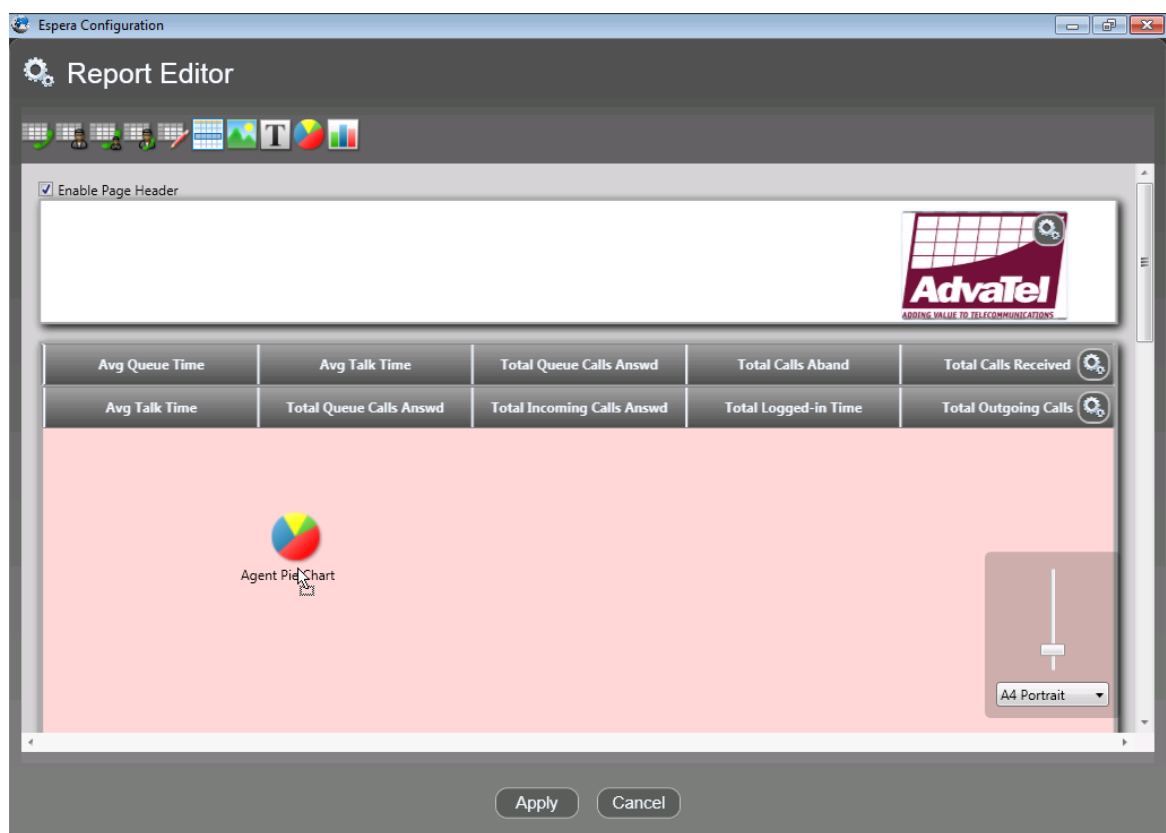 Espera Configuration
Report Editor
T
Enable Page Header
AdvaTel
ADDING VALUE TO TELECOMMUNICATIONS
Avg Queue Time Avg Talk Time Total Queue Calls Answd Total Calls Aband Total Calls Received
Avg Talk Time Total Queue Calls Answd Total Incoming Calls Answd Total Logged-in Time Total Outgoing Calls
Agent Pie Chart
A4 Portrait
Apply Cancel